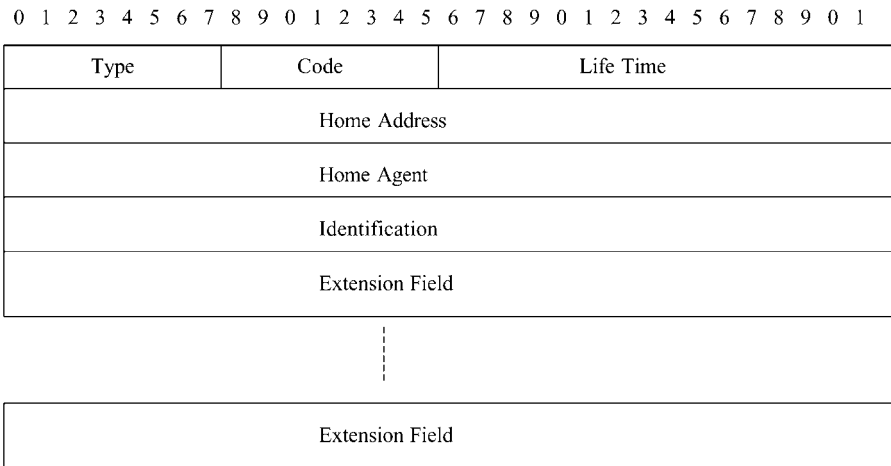 0 1 2 3 4 5 6 7 8 9 0 1 2 3 4 5 6 7 8 9 0 1 2 3 4 5 6 7 8 9 0 1
Type Code Life Time
Home Address
Home Agent
Identification
Extension Field
Extension Field